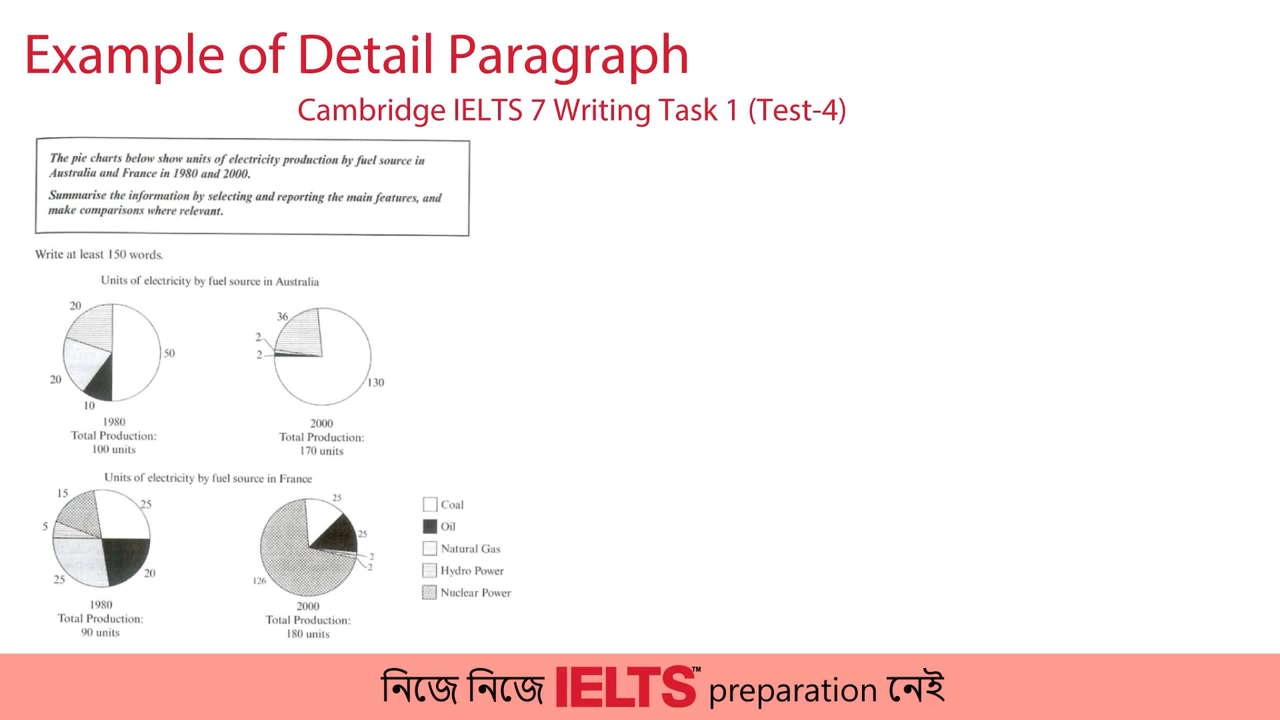 Example of Detail Paragraph
Cambridge IELTS 7 Writing Task 1 (Test-4)
The pie charts below show units of electricity production by fuel source in
Australia and France in 1980 and 2000.
Summarise the information by selecting and reporting the main features, and
make comparisons where relevant.
Write at least 150 words.
Units of electricity by fuel source in Australia
20
50
20
10
1980
Total Production:
100 units
36
2
2
130
2000
Total Production:
170 units
Units of electricity by fuel source in France
15
25
5
25
20
1980
Total Production:
90 units
25
25
2
2
126
2000
Total Production:
180 units
Coal
Oil
Natural Gas
Hydro Power
Nuclear Power
নিজে নিজে IELTS™ preparation নেই